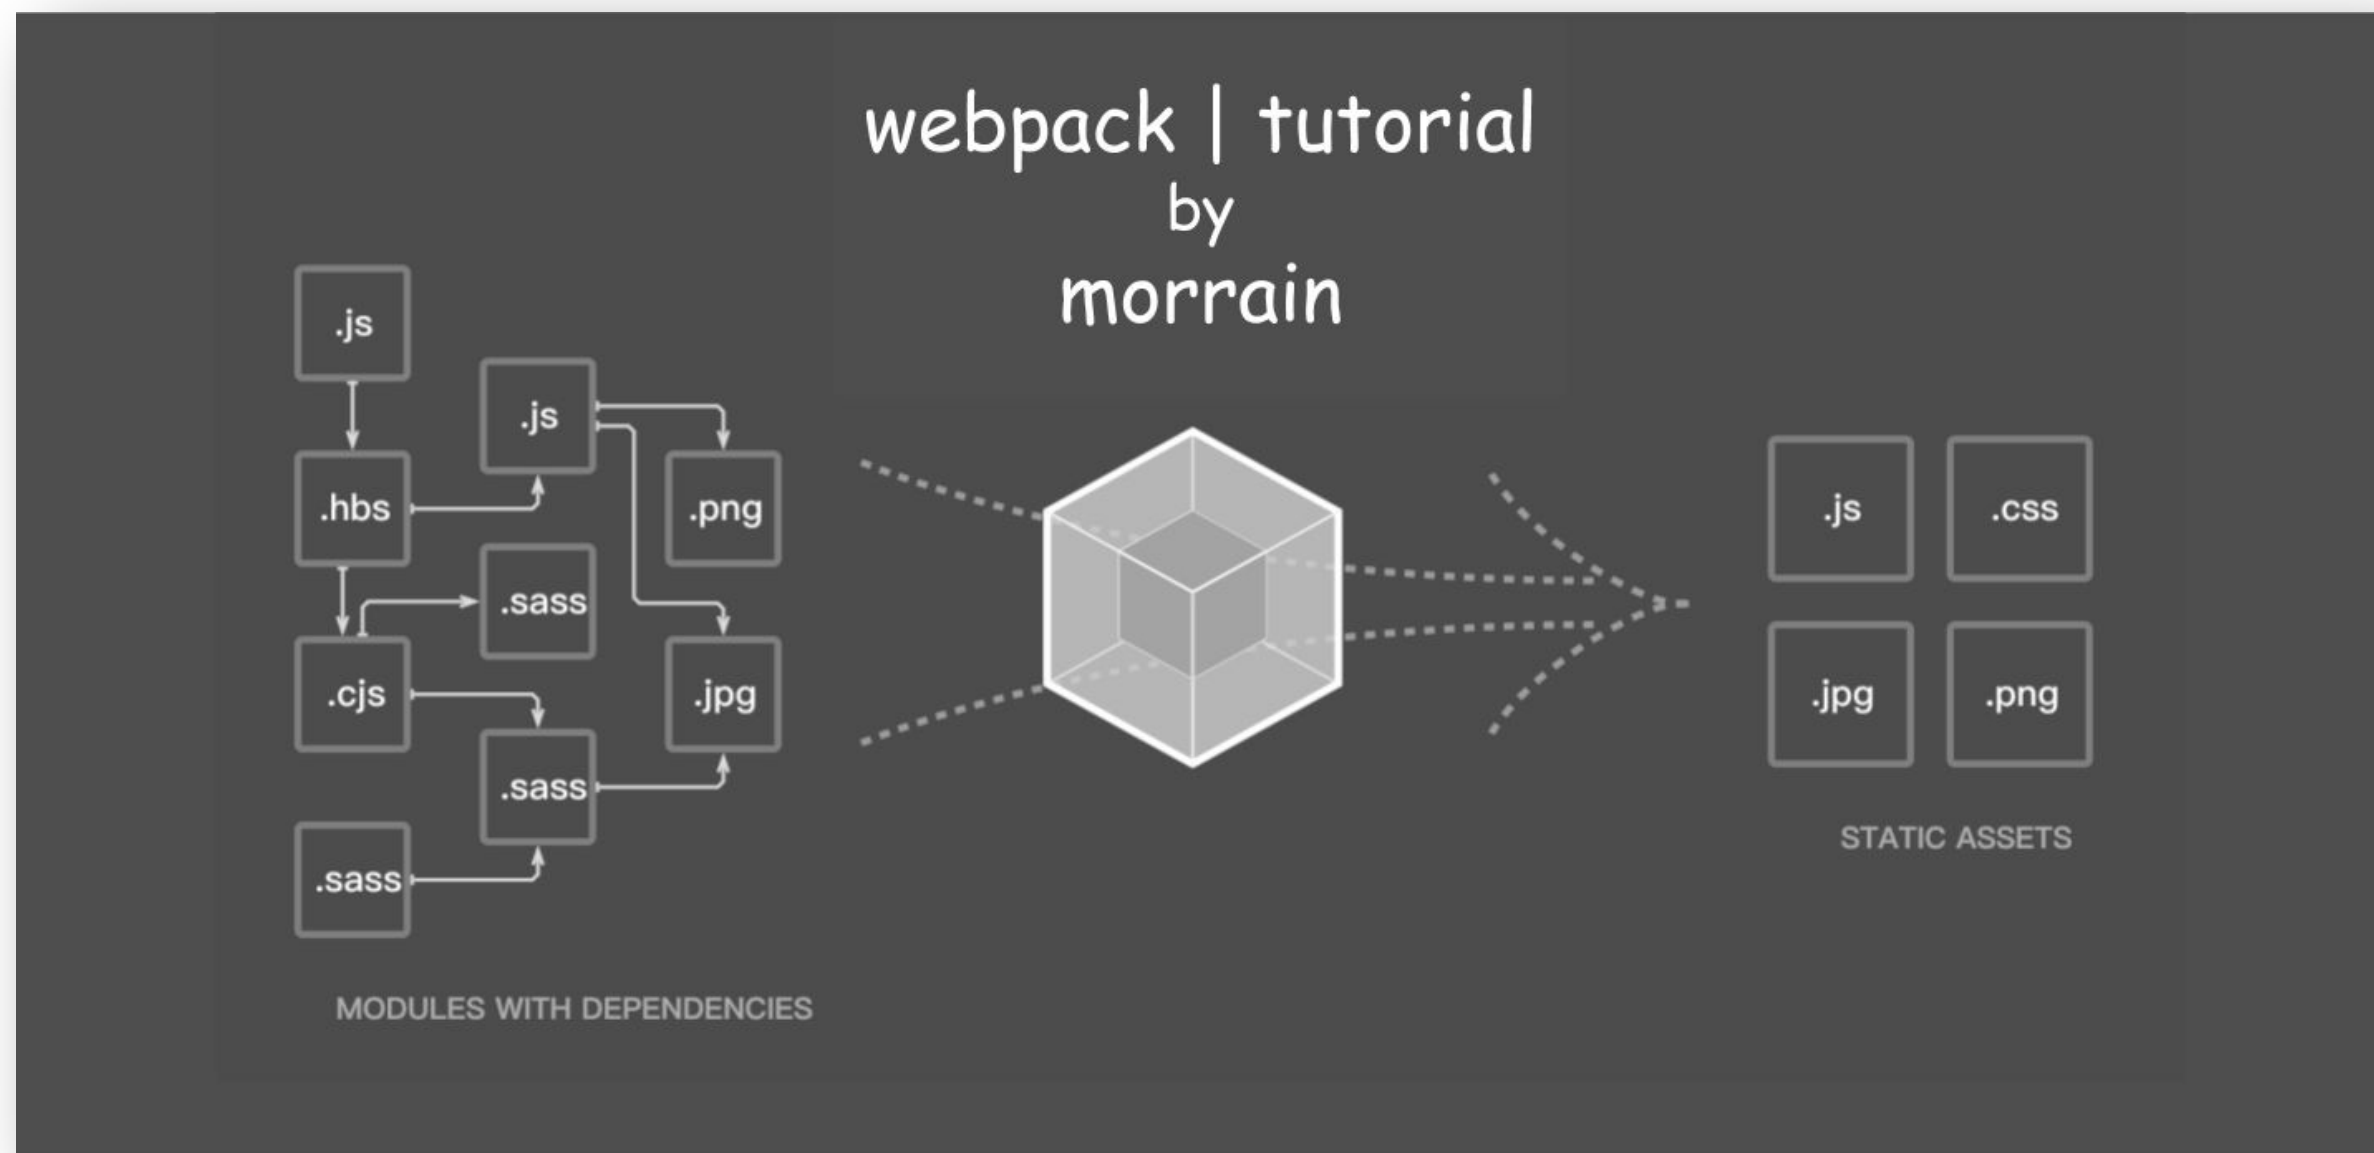 webpack | tutorial
by
morrain
.js
.js
.hbs
.png
.sass
.cjs
.jpg
.sass
.sass
MODULES WITH DEPENDENCIES
.js
.css
.jpg
.png
STATIC ASSETS